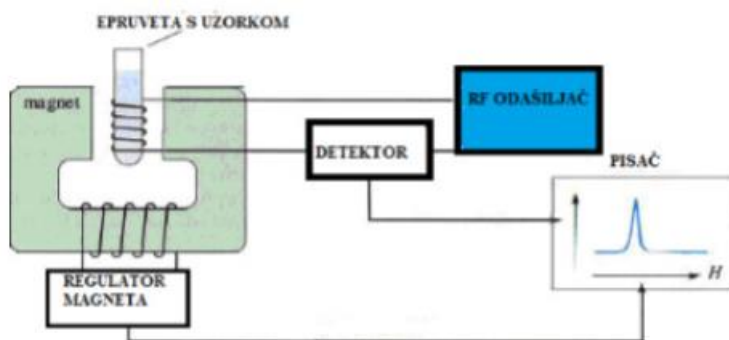 EPRUVETA S UZORKOM
magnet
RF ODAŠILJAČ
DETEKTOR
PISAČ
H
REGULATOR
MAGNETA